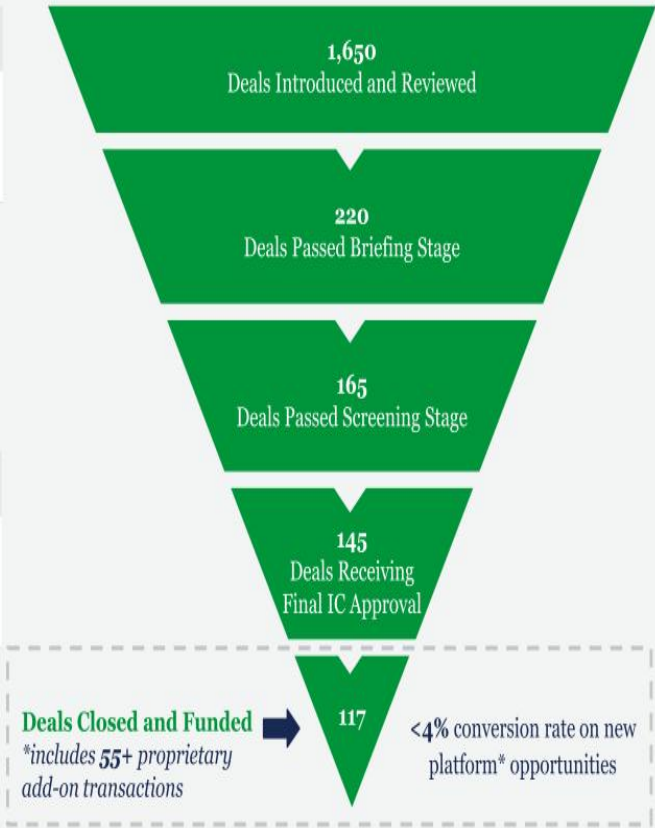 1,650
Deals Introduced and Reviewed
220
Deals Passed Briefing Stage
165
Deals Passed Screening Stage
145
Deals Receiving
Final IC Approval
117
Deals Closed and Funded
*includes 55+ proprietary
add-on transactions
<4% conversion rate on new
platform* opportunities